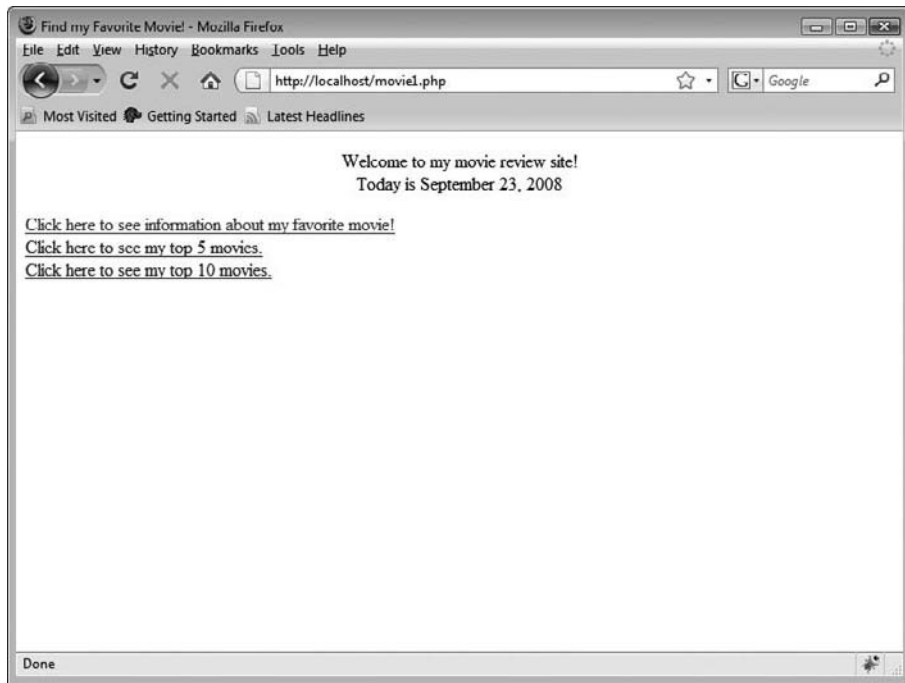 Find my Favorite Movie! - Mozilla Firefox
File Edit View History Bookmarks Tools Help
http://localhost/movie1.php
G Google
Most Visited Getting Started Latest Headlines
Welcome to my movie review site!
Today is September 23, 2008
Click here to see information about my favorite movie!
Click here to see my top 5 movies.
Click here to see my top 10 movies.
Done